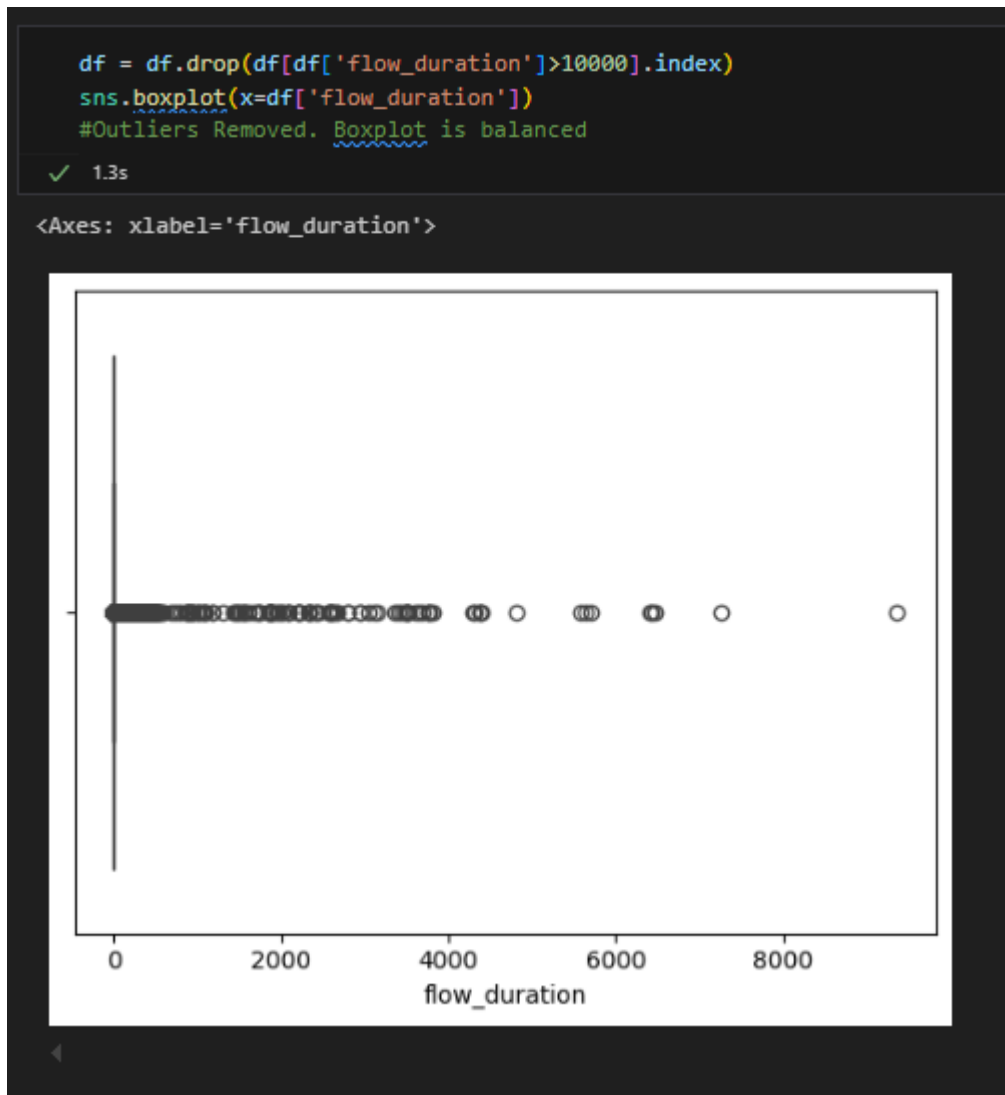 df = df.drop(df[df['flow_duration']>10000].index)
sns.boxplot(x=df['flow_duration'])
#Outliers Removed. Boxplot is balanced
✓ 1.3s
<Axes: xlabel='flow_duration'>
0 2000 4000 6000 8000
flow_duration